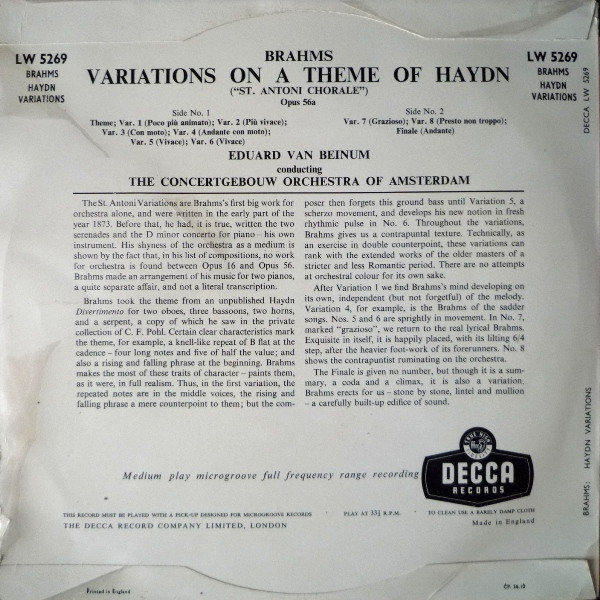 LW 5269
BRAHMS
HAYDN
VARIATIONS
BRAHMS
VARIATIONS ON A THEME OF HAYDN
("ST. ANTONI CHORALE")
Opus 56a
LW 5269
BRAHMS
HAYDN
VARIATIONS
DECCA LW 5269
Side No. 1
Theme; Var. 1 (Poco più animato); Var. 2 (Più vivace);
Var. 3 (Con moto); Var. 4 (Andante con moto);
Var. 5 (Vivace); Var. 6 (Vivace)
Side No. 2
Var. 7 (Grazioso); Var. 8 (Presto non troppo);
Finale (Andante)
EDUARD VAN BEINUM
conducting
THE CONCERTGEBOUW ORCHESTRA OF AMSTERDAM
The St. Antoni Variations are Brahms's first big work for
orchestra alone, and were written in the early part of the
year 1873. Before that, he had, it is true, written the two
serenades and the D minor concerto for piano - his own
instrument. His shyness of the orchestra as a medium is
shown by the fact that, in his list of compositions, no work
for orchestra is found between Opus 16 and Opus 56.
Brahms made an arrangement of his music for two pianos,
a quite separate affair, and not a literal transcription.
Brahms took the theme from an unpublished Haydn
Divertimento for two oboes, three bassoons, two horns,
and a serpent, a copy of which he saw in the private
collection of C. F. Pohl. Certain clear characteristics mark
the theme, for example, a knell-like repeat of B flat at the
cadence – four long notes and five of half the value; and
also a rising and falling phrase at the beginning. Brahms
makes the most of these traits of character – paints them,
as it were, in full realism. Thus, in the first variation, the
repeated notes are in the middle voices, the rising and
falling phrase a mere counterpoint to them; but the com-
poser then forgets this ground bass until Variation 5, a
scherzo movement, and develops his new notion in fresh
rhythmic pulse in No. 6. Throughout the variations,
Brahms gives us a contrapuntal texture. Technically, as
an exercise in double counterpoint, these variations can
rank with the extended works of the older masters of a
stricter and less Romantic period. There are no attempts
at orchestral colour for its own sake.
After Variation 1 we find Brahms's mind developing on
its own, independent (but not forgetful) of the melody.
Variation 4, for example, is the Brahms of the sadder
songs. Nos. 5 and 6 are sprightly in movement. In No. 7,
marked "grazioso", we return to the real lyrical Brahms.
Exquisite in itself, it is happily placed, with its lilting 6/4
step, after the heavier foot-work of its forerunners. No. 8
shows the contrapuntist ruminating on the orchestra.
The Finale is given no number, but though it is a sum-
mary, a coda and a climax, it is also a variation.
Brahms erects for us – stone by stone, lintel and mullion
– a carefully built-up edifice of sound.
BRAHMS: HAYDN VARIATIONS
Medium play microgroove full frequency range recording
DECCA
RECORDS
THIS RECORD MUST BE PLAYED WITH A PICK-UP DESIGNED FOR MICROGROOVE RECORDS
PLAY AT 33⅓ R.P.M.
TO CLEAN USE A BARELY DAMP CLOTH
THE DECCA RECORD COMPANY LIMITED, LONDON
Made in England
Printed in England